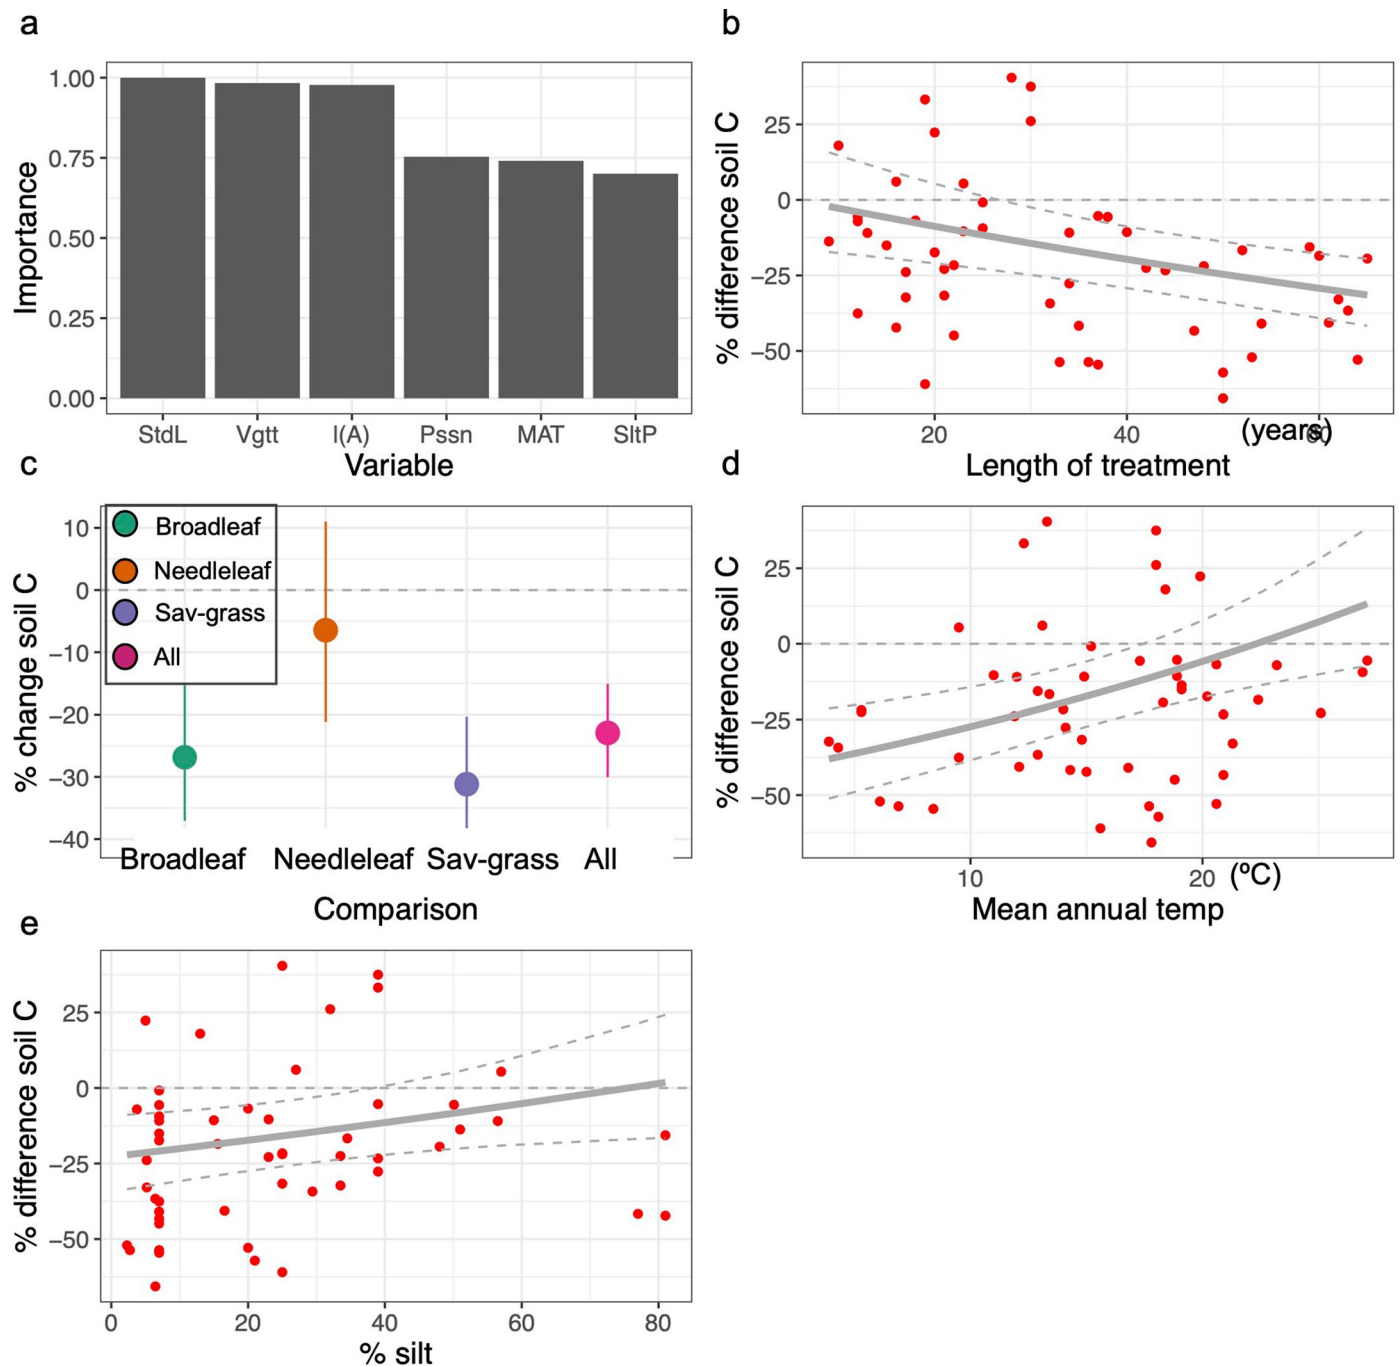 a
1.00
0.75
0.50
0.25
0.00
Importance
StdL Vgtt I(A) Pssn MAT SltP
Variable
b
25
0
−25
−50
% difference soil C
20 40 60 (years)
Length of treatment
c
10
0
−10
−20
−30
−40
% change soil C
Broadleaf
Needleleaf
Sav-grass
All
Broadleaf Needleleaf Sav-grass All
Comparison
d
25
0
−25
−50
% difference soil C
10 20 (ºC)
Mean annual temp
e
25
0
−25
−50
% difference soil C
0 20 40 60 80
% silt